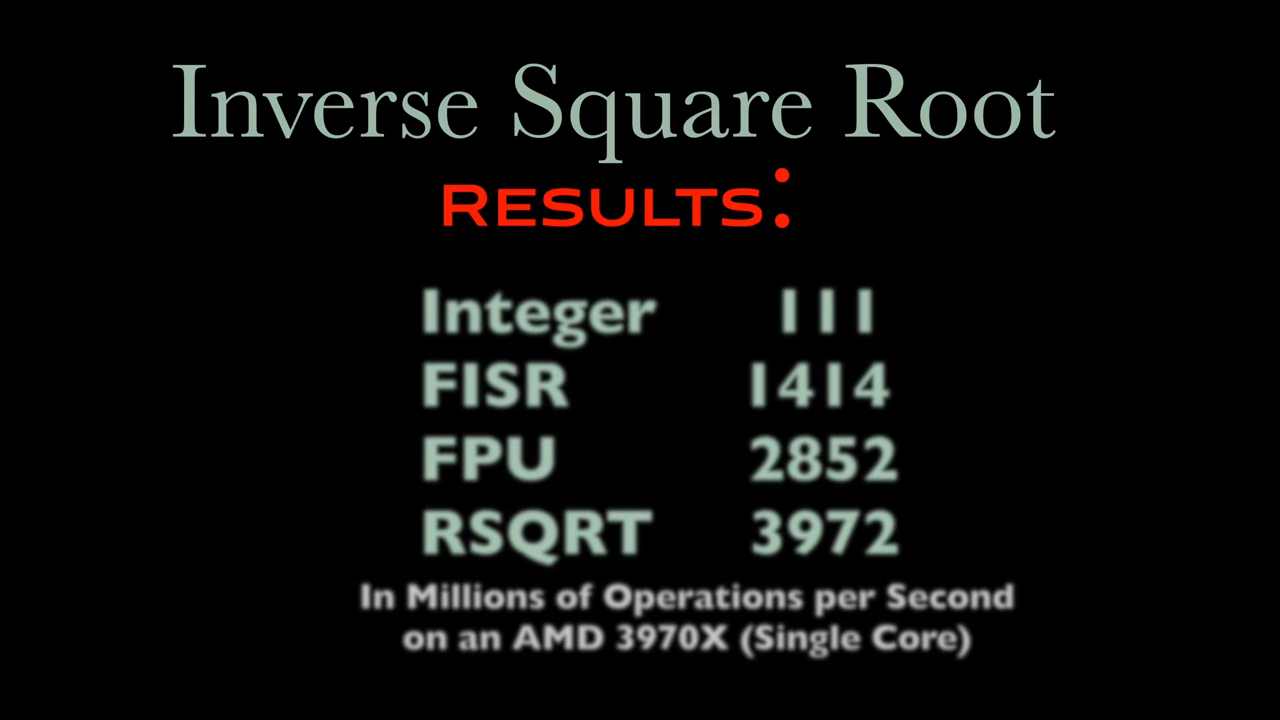 Inverse Square Root
RESULTS:
Integer 111
FISR 1414
FPU 2852
RSQRT 3972
In Millions of Operations per Second
on an AMD 3970X (Single Core)